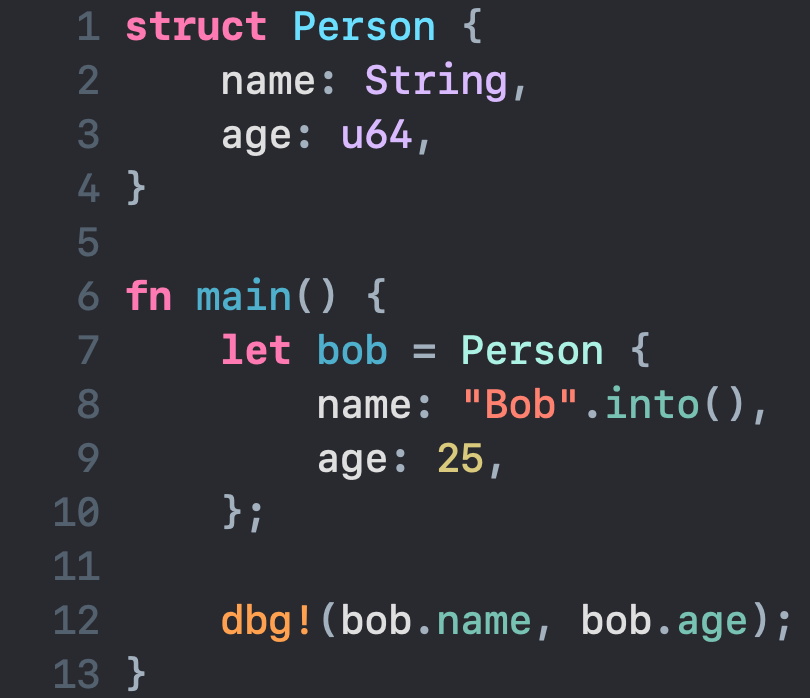 1 struct Person {
2     name: String,
3     age: u64,
4 }
5
6 fn main() {
7     let bob = Person {
8         name: "Bob".into(),
9         age: 25,
10     };
11
12     dbg!(bob.name, bob.age);
13 }